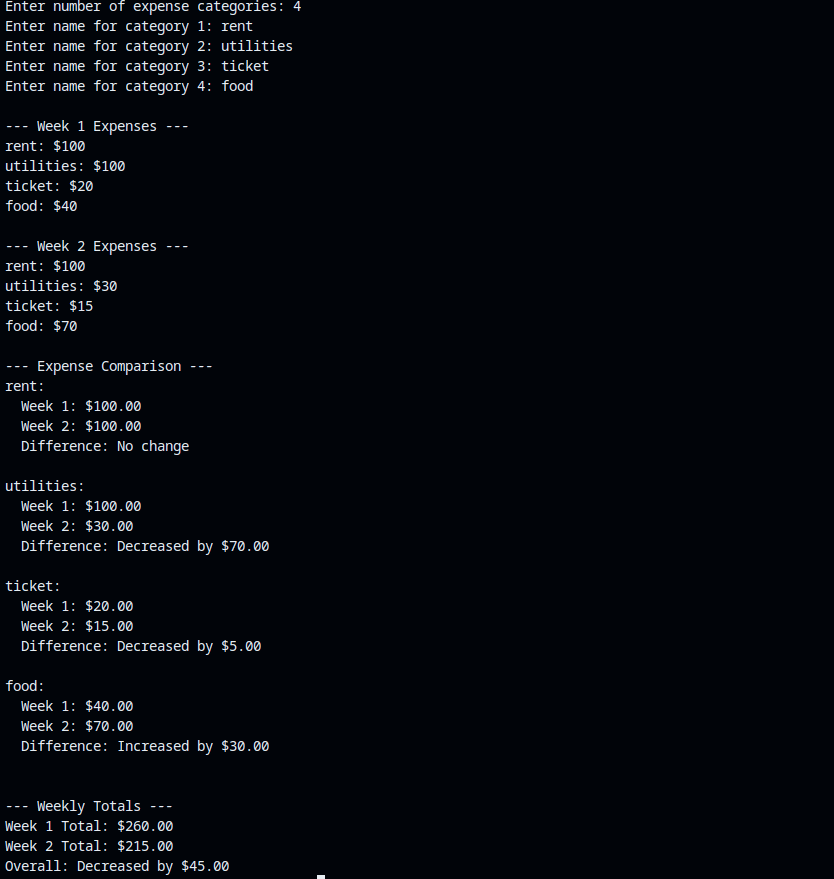 Enter number of expense categories: 4
Enter name for category 1: rent
Enter name for category 2: utilities
Enter name for category 3: ticket
Enter name for category 4: food

--- Week 1 Expenses ---
rent: $100
utilities: $100
ticket: $20
food: $40

--- Week 2 Expenses ---
rent: $100
utilities: $30
ticket: $15
food: $70

--- Expense Comparison ---
rent:
  Week 1: $100.00
  Week 2: $100.00
  Difference: No change

utilities:
  Week 1: $100.00
  Week 2: $30.00
  Difference: Decreased by $70.00

ticket:
  Week 1: $20.00
  Week 2: $15.00
  Difference: Decreased by $5.00

food:
  Week 1: $40.00
  Week 2: $70.00
  Difference: Increased by $30.00


--- Weekly Totals ---
Week 1 Total: $260.00
Week 2 Total: $215.00
Overall: Decreased by $45.00